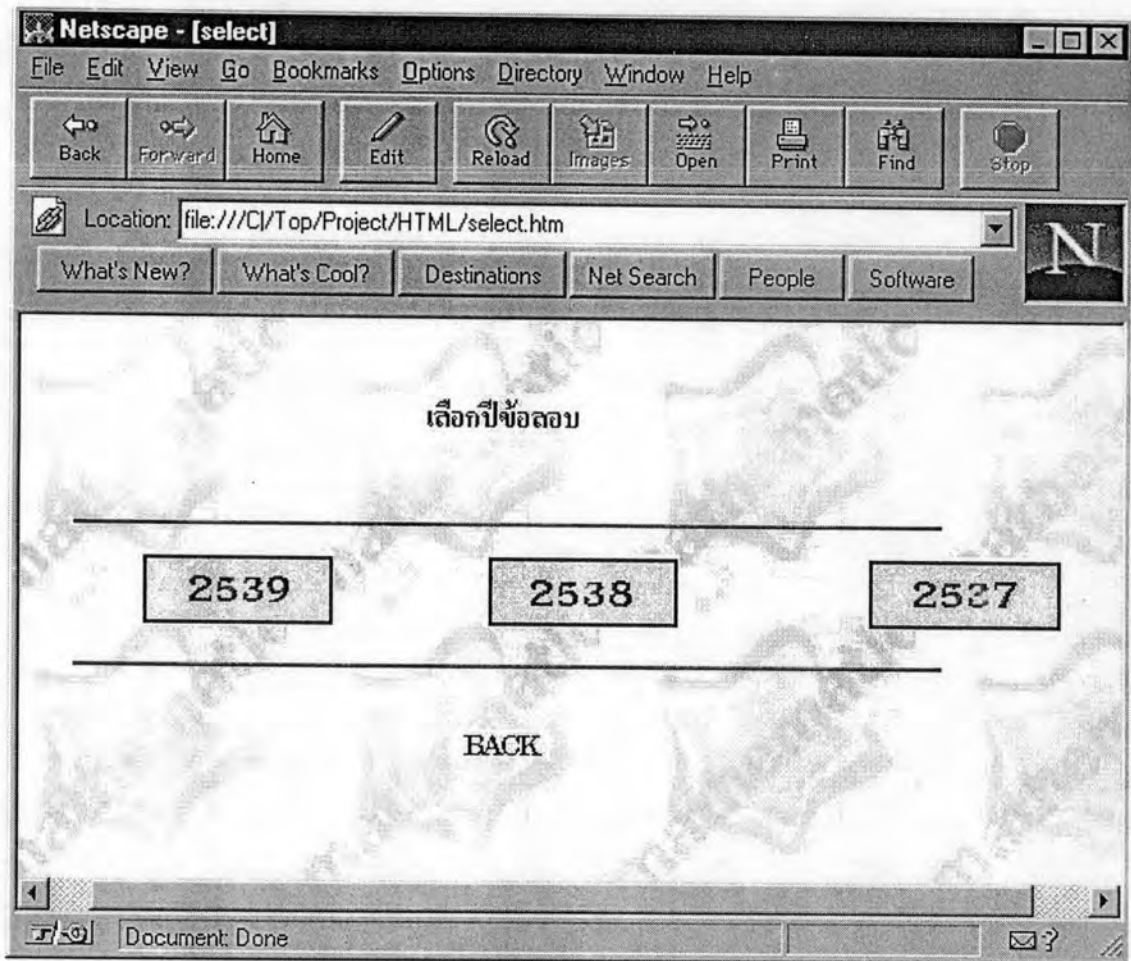 Netscape - [select]
File Edit View Go Bookmarks Options Directory Window Help
Back Forward Home Edit Reload Images Open Print Find Stop
Location: file:///C|/Top/Project/HTML/select.htm
N
What's New? What's Cool? Destinations Net Search People Software
เลือกปีข้อสอบ
2539 2538 2537
BACK
Document: Done